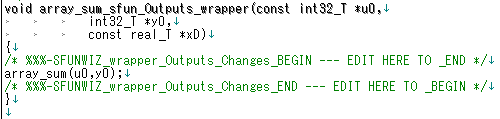 void array_sum_sfun_Outputs_wrapper(const int32_T *u0,↓
int32_T *y0,↓
const real_T *xD)↓
{↓
/* %%%-SFUNWIZ_wrapper_Outputs_Changes_BEGIN --- EDIT HERE TO _END */↓
array_sum(u0,y0);↓
/* %%%-SFUNWIZ_wrapper_Outputs_Changes_END --- EDIT HERE TO _BEGIN */↓
}↓
↓